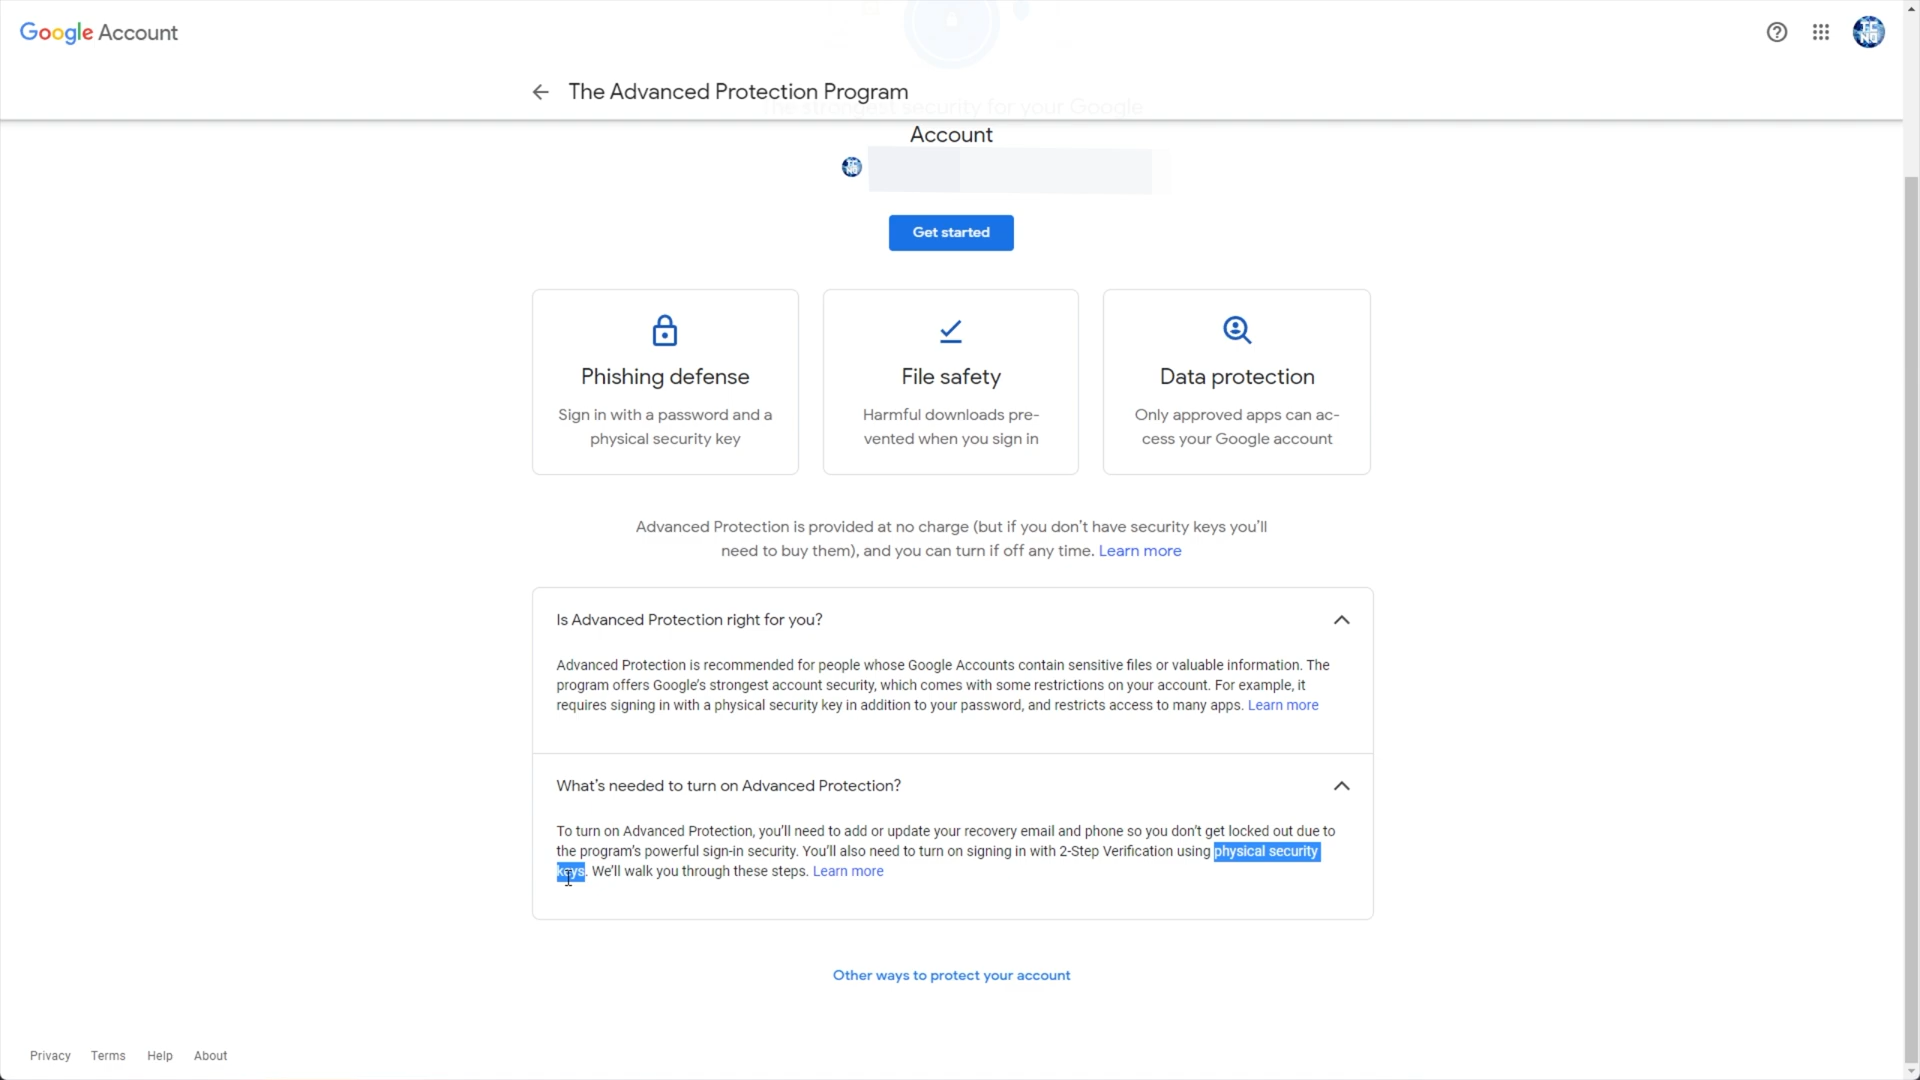 Google Account
The Advanced Protection Program
The strongest security for your Google
Account
Get started
Phishing defense
Sign in with a password and a
physical security key
File safety
Harmful downloads pre-
vented when you sign in
Data protection
Only approved apps can ac-
cess your Google account
Advanced Protection is provided at no charge (but if you don't have security keys you'll
need to buy them), and you can turn if off any time. Learn more
Is Advanced Protection right for you?
Advanced Protection is recommended for people whose Google Accounts contain sensitive files or valuable information. The
program offers Google's strongest account security, which comes with some restrictions on your account. For example, it
requires signing in with a physical security key in addition to your password, and restricts access to many apps. Learn more
What's needed to turn on Advanced Protection?
To turn on Advanced Protection, you'll need to add or update your recovery email and phone so you don't get locked out due to
the program's powerful sign-in security. You'll also need to turn on signing in with 2-Step Verification using physical security
keys. We'll walk you through these steps. Learn more
Other ways to protect your account
Privacy Terms Help About